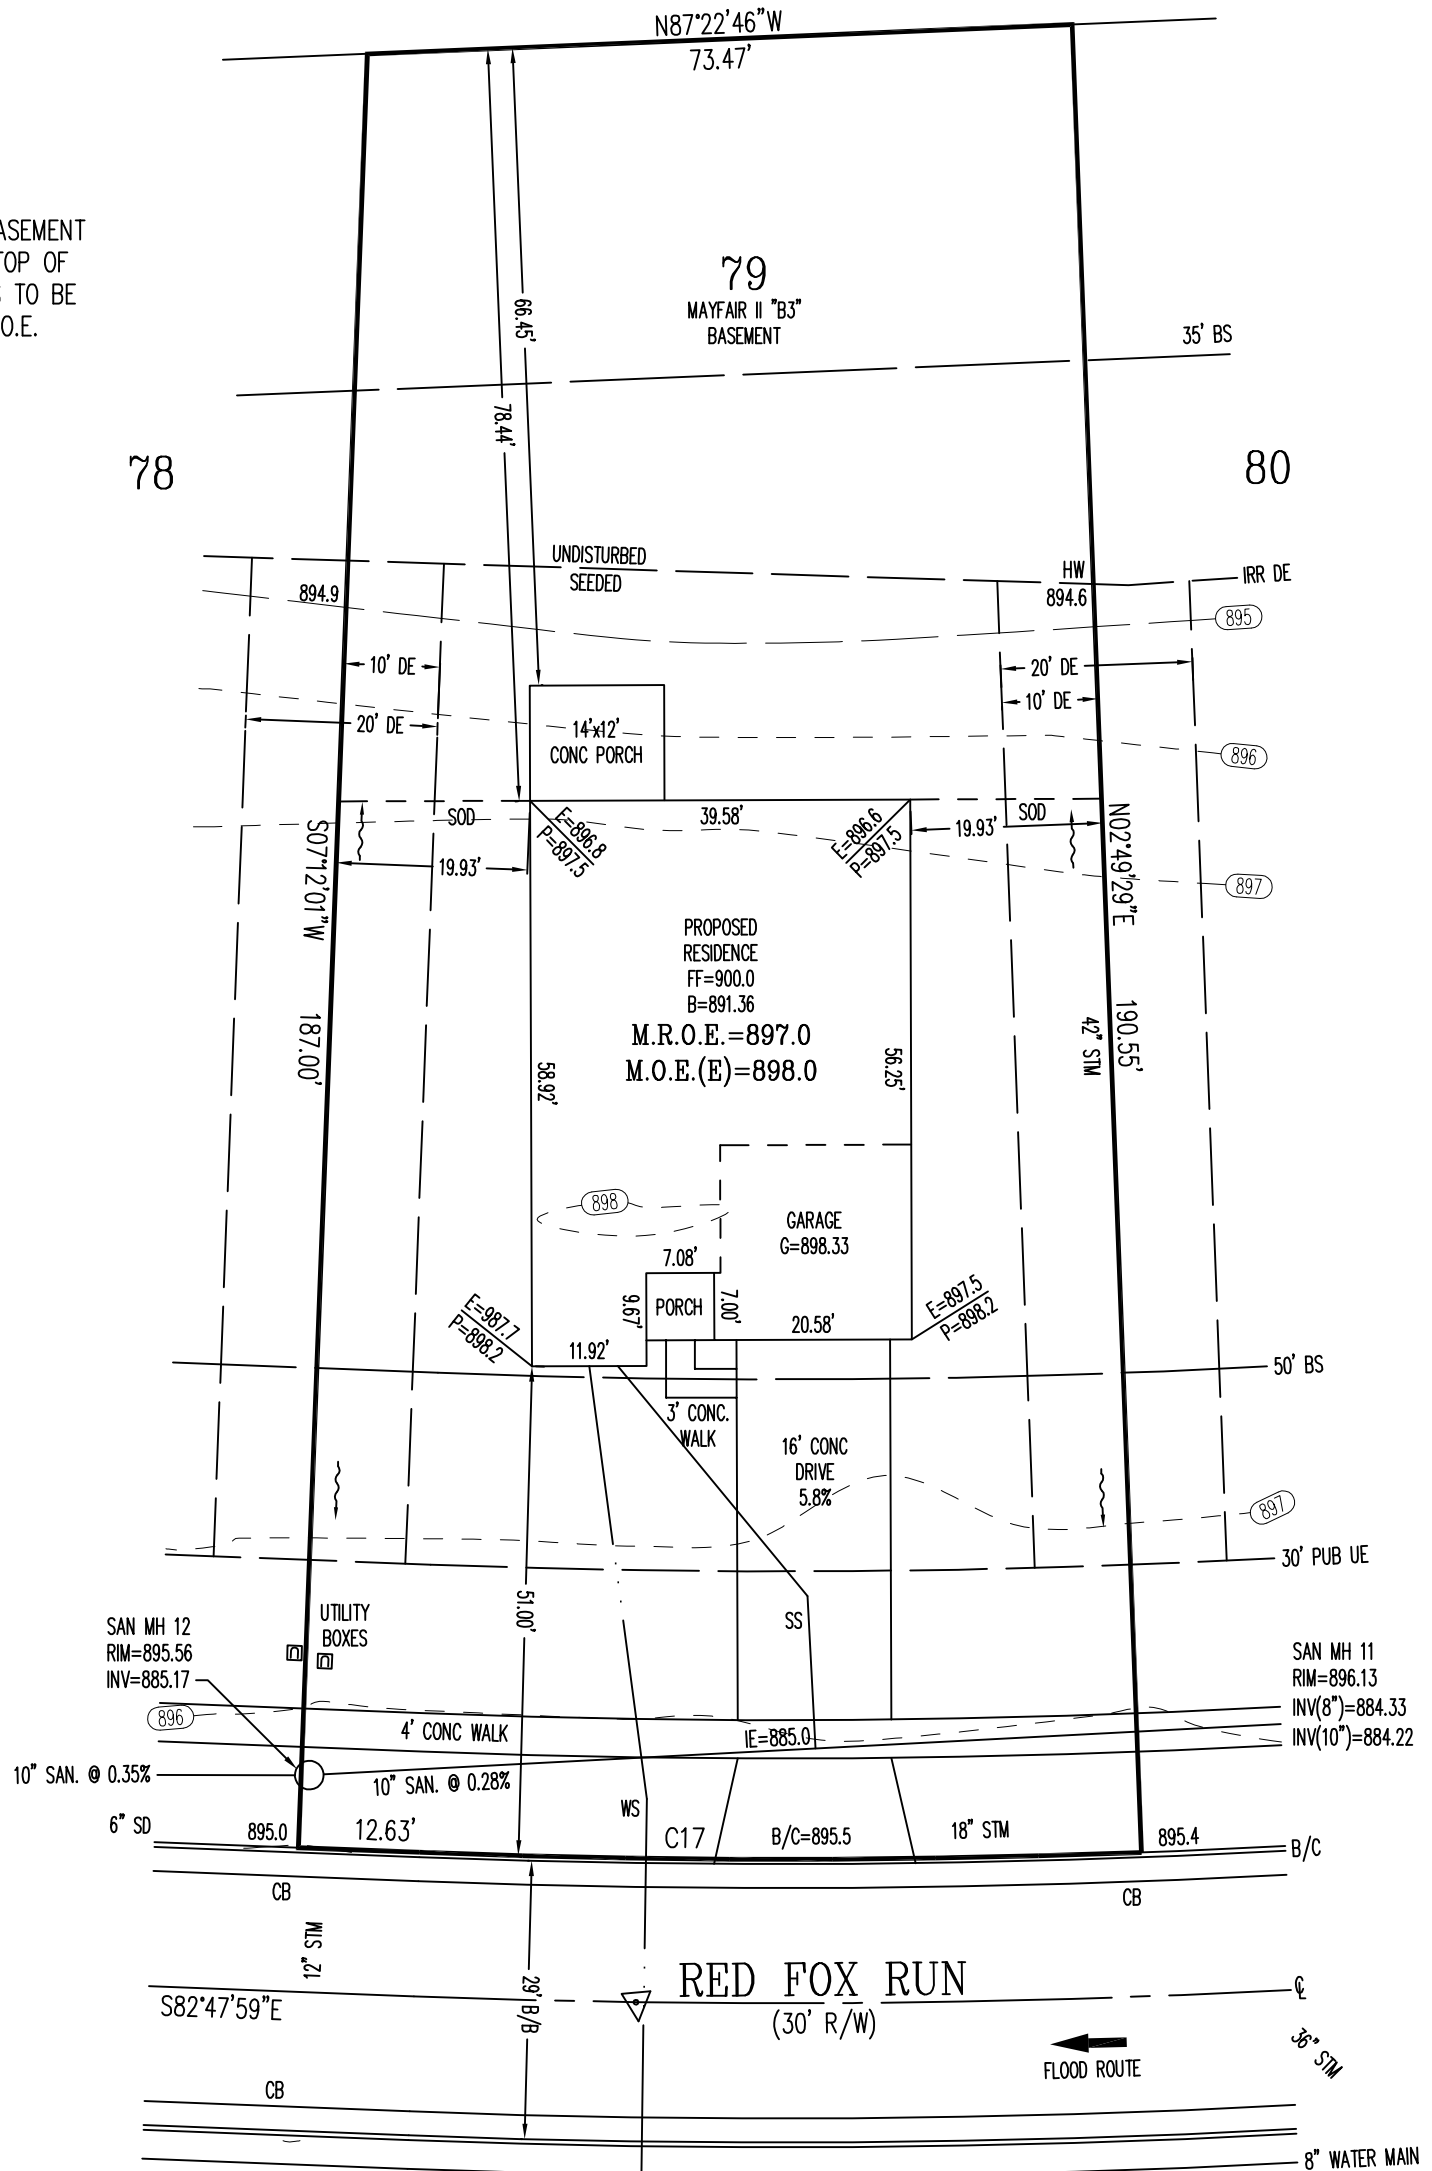 N87°22'46"W
73.47'
ASEMENT
TOP OF
TO BE
O.E.
79
MAYFAIR II "B3"
BASEMENT
66.45'
78.44'
35' BS
78
80
UNDISTURBED
SEEDED
HW
894.9
894.6
IRR DE
895
10' DE
20' DE
20' DE
10' DE
14'x12'
CONC PORCH
896
SOD
39.58'
SOD
E=896.8
P=897.5
E=896.6
P=897.5
19.93'
19.93'
897
S07°12'01"W
187.00'
N02°49'29"E
190.55'
42" STM
PROPOSED
RESIDENCE
FF=900.0
B=891.36
M.R.O.E.=897.0
M.O.E.(E)=898.0
58.92'
56.25'
898
GARAGE
G=898.33
7.08'
9.67'
PORCH
7.00'
20.58'
E=987.7
P=898.2
E=897.5
P=898.2
11.92'
50' BS
3' CONC.
WALK
16' CONC
DRIVE
5.8%
897
30' PUB UE
51.00'
UTILITY
BOXES
SS
SAN MH 12
RIM=895.56
INV=885.17
SAN MH 11
RIM=896.13
INV(8")=884.33
INV(10")=884.22
896
4' CONC WALK
IE=885.0
10" SAN. @ 0.35%
10" SAN. @ 0.28%
WS
6" SD
895.0
12.63'
C17
B/C=895.5
18" STM
895.4
B/C
CB
CB
12" STM
29' B/B
RED FOX RUN
(30' R/W)
S82°47'59"E
℄
FLOOD ROUTE
36" STM
CB
8" WATER MAIN